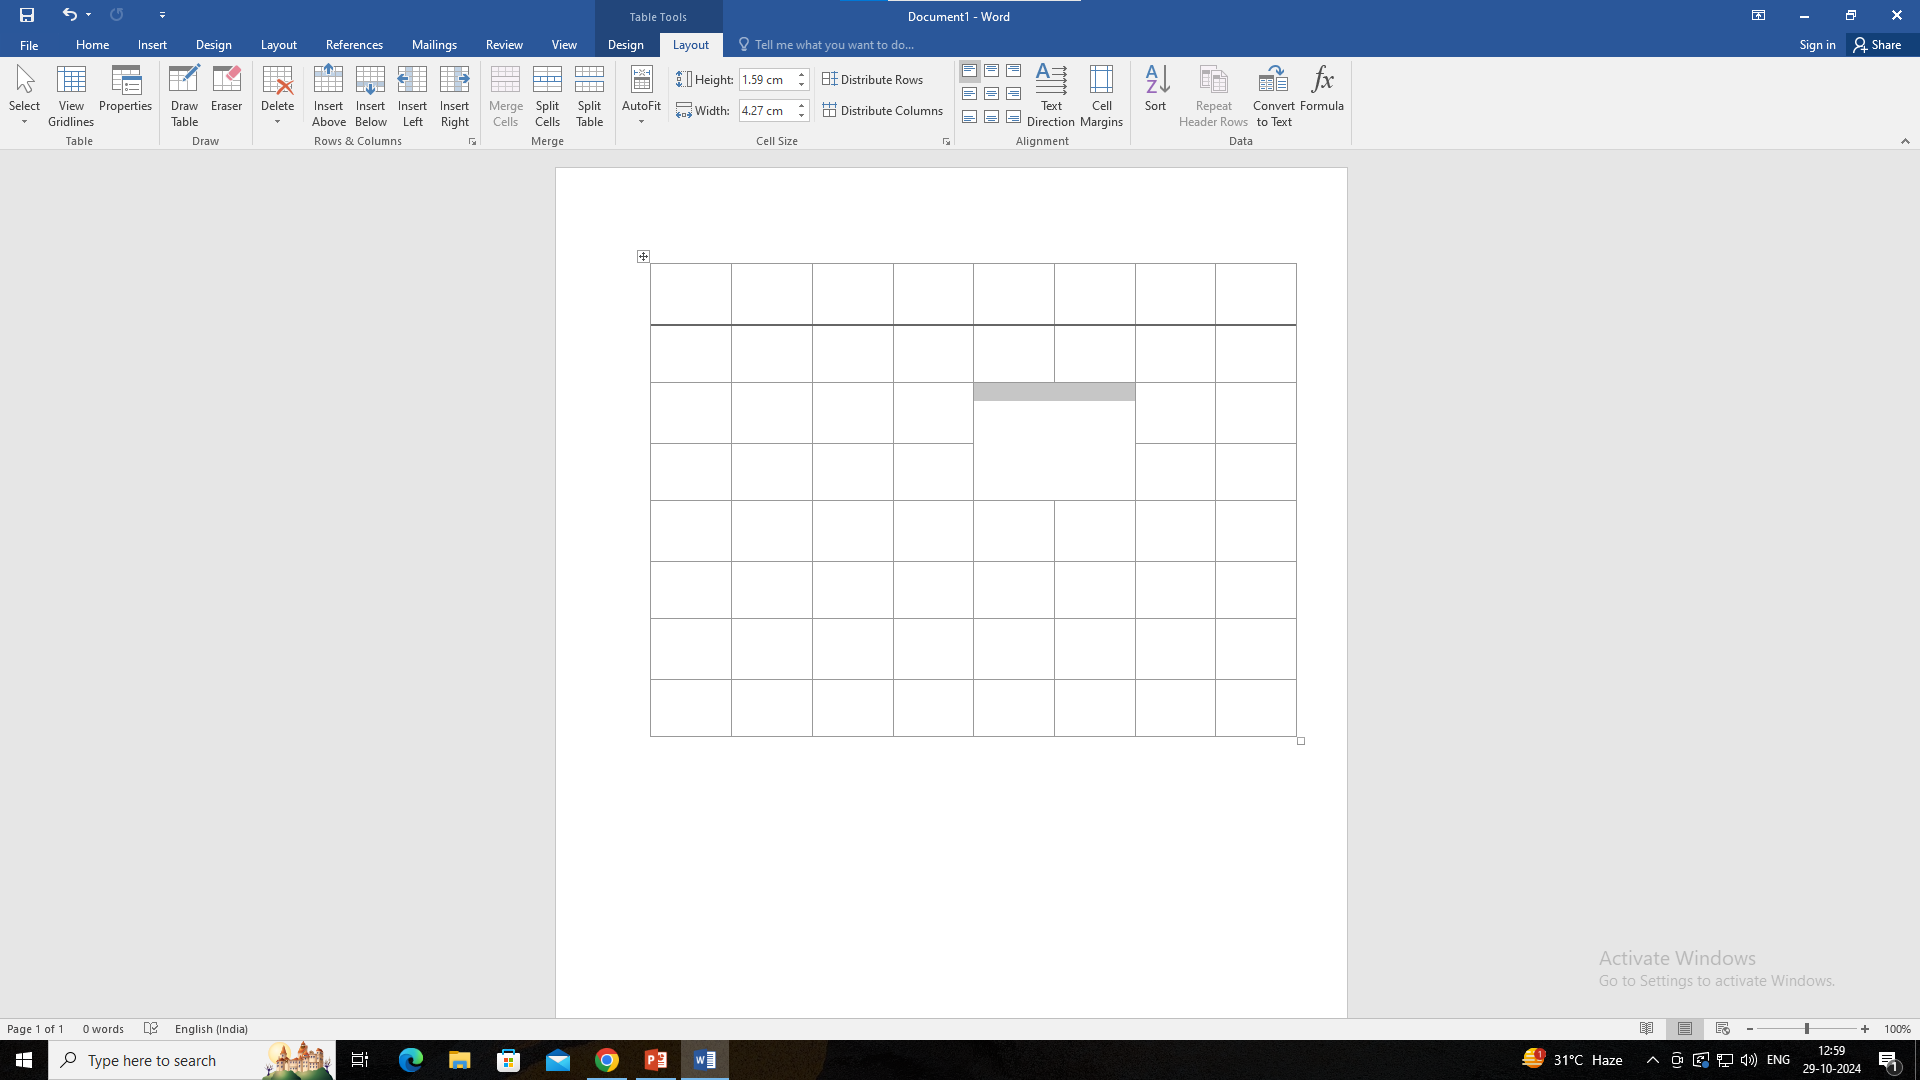 Table Tools
Document1 - Word
File Home Insert Design Layout References Mailings Review View Design Layout Tell me what you want to do... Sign in Share
Select View Gridlines Properties
Draw Table Eraser
Delete Insert Above Insert Below Insert Left Insert Right
Merge Cells Split Cells Split Table
AutoFit
Height: 1.59 cm Distribute Rows
Width: 4.27 cm Distribute Columns
A Text Direction Cell Margins
A Z Sort Repeat Header Rows Convert to Text fx Formula
Table Draw Rows & Columns Merge Cell Size Alignment Data
Activate Windows
Go to Settings to activate Windows.
Page 1 of 1 0 words English (India) 100%
Type here to search
P W
1 31°C Haze ENG 12:59
29-10-2024 1